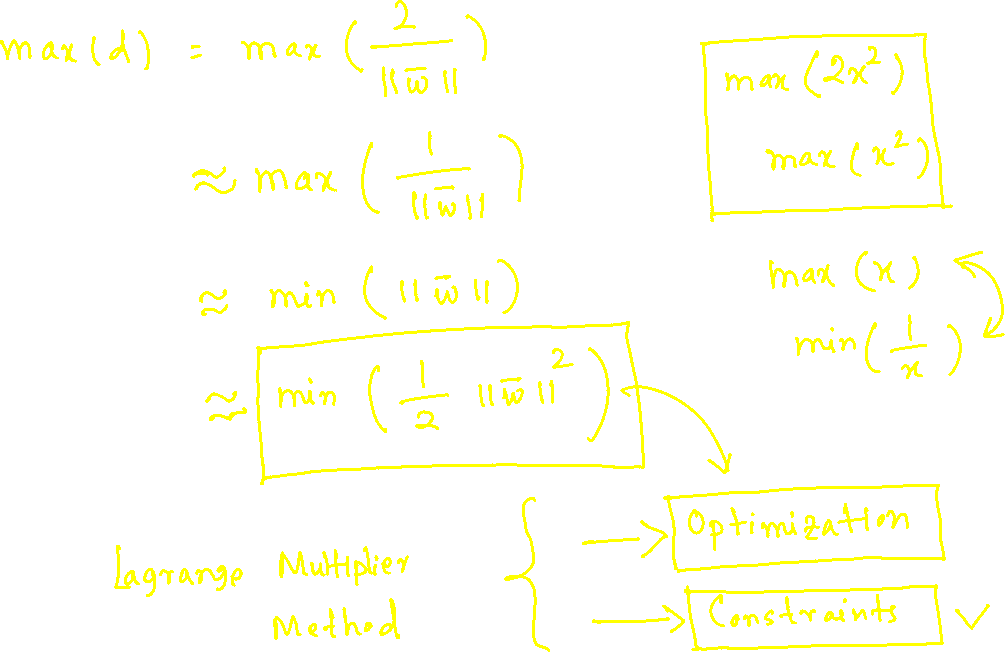 max(d) = max ( 2 / ||w̄|| )
≈ max ( 1 / ||w̄|| )
≈ min ( ||w̄|| )
≈ min ( 1/2 ||w̄||² )
max (2x²)
max (x²)
max (x)
min ( 1/x )
Lagrange Multiplier
Method
Optimization
Constraints ✓